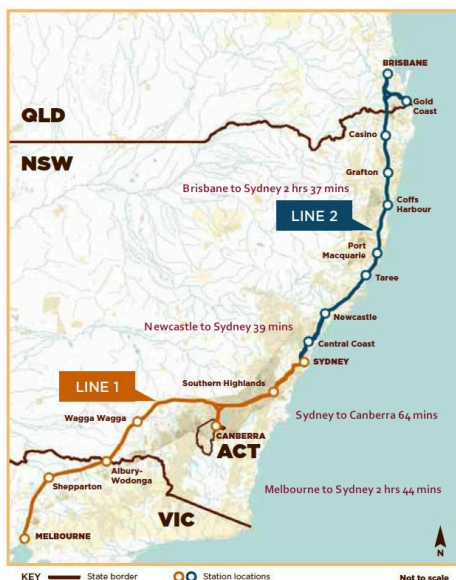 BRISBANE
Gold
Coast
QLD
Casino
NSW
Grafton
Brisbane to Sydney 2 hrs 37 mins
Coffs
Harbour
LINE 2
Port
Macquarie
Taree
Newcastle
Newcastle to Sydney 39 mins
Central Coast
SYDNEY
LINE 1
Southern Highlands
Sydney to Canberra 64 mins
Wagga Wagga
CANBERRA
ACT
Albury-
Wodonga
Shepparton
Melbourne to Sydney 2 hrs 44 mins
VIC
MELBOURNE
N
KEY State border Station locations Not to scale